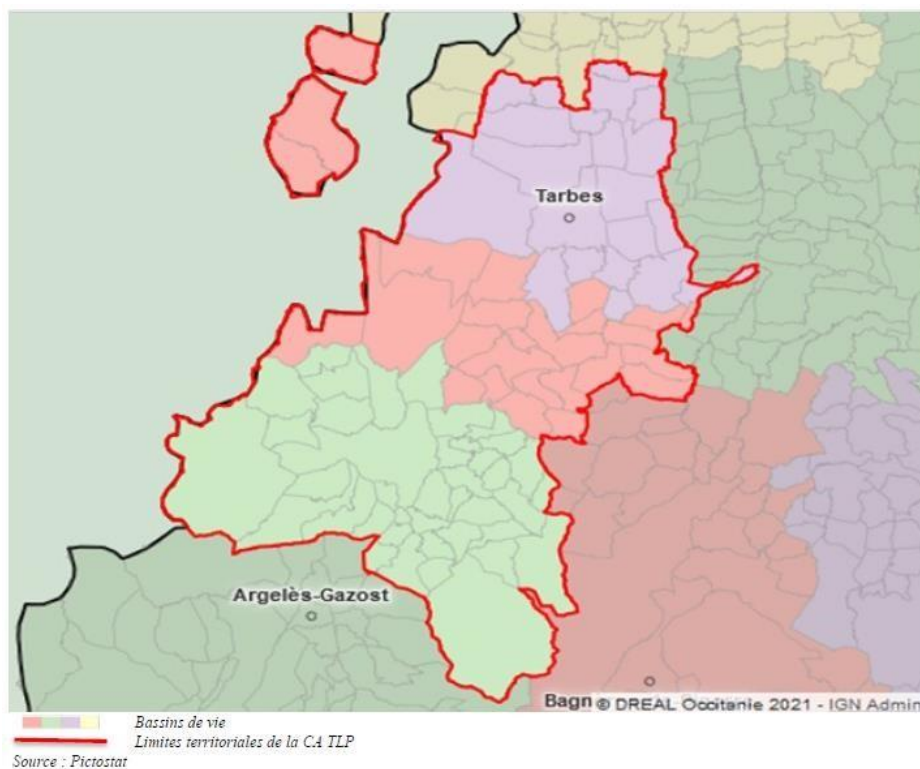 Tarbes
Argelès-Gazost
Bagn
© DREAL Occitanie 2021 - IGN Admin
Bassins de vie
Limites territoriales de la CA TLP
Source : Pictostat